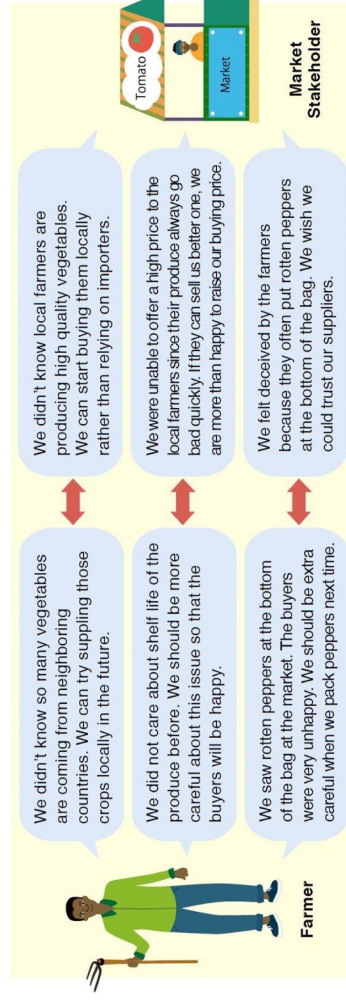 We didn't know so many vegetables
are coming from neighboring
countries. We can try suppling those
crops locally in the future.
We didn't know local farmers are
producing high quality vegetables.
We can start buying them locally
rather than relying on importers.
We did not care about shelf life of the
produce before. We should be more
careful about this issue so that the
buyers will be happy.
We were unable to offer a high price to the
local farmers since their produce always go
bad quickly. If they can sell us better one, we
are more than happy to raise our buying price.
We saw rotten peppers at the bottom
of the bag at the market. The buyers
were very unhappy. We should be extra
careful when we pack peppers next time.
We felt deceived by the farmers
because they often put rotten peppers
at the bottom of the bag. We wish we
could trust our suppliers.
Farmer
Tomato
Market
Market
Stakeholder